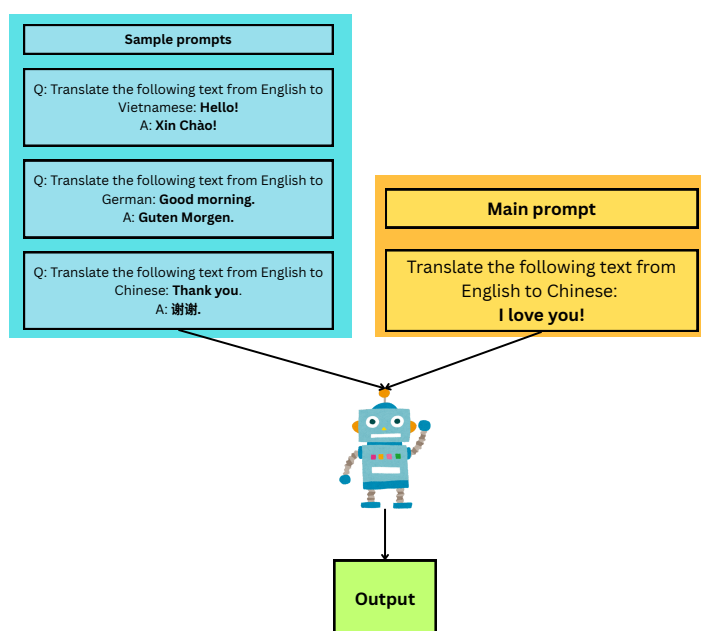 Sample prompts
Q: Translate the following text from English to
Vietnamese: Hello!
A: Xin Chào!
Q: Translate the following text from English to
German: Good morning.
A: Guten Morgen.
Q: Translate the following text from English to
Chinese: Thank you.
A: 谢谢.
Main prompt
Translate the following text from
English to Chinese:
I love you!
Output